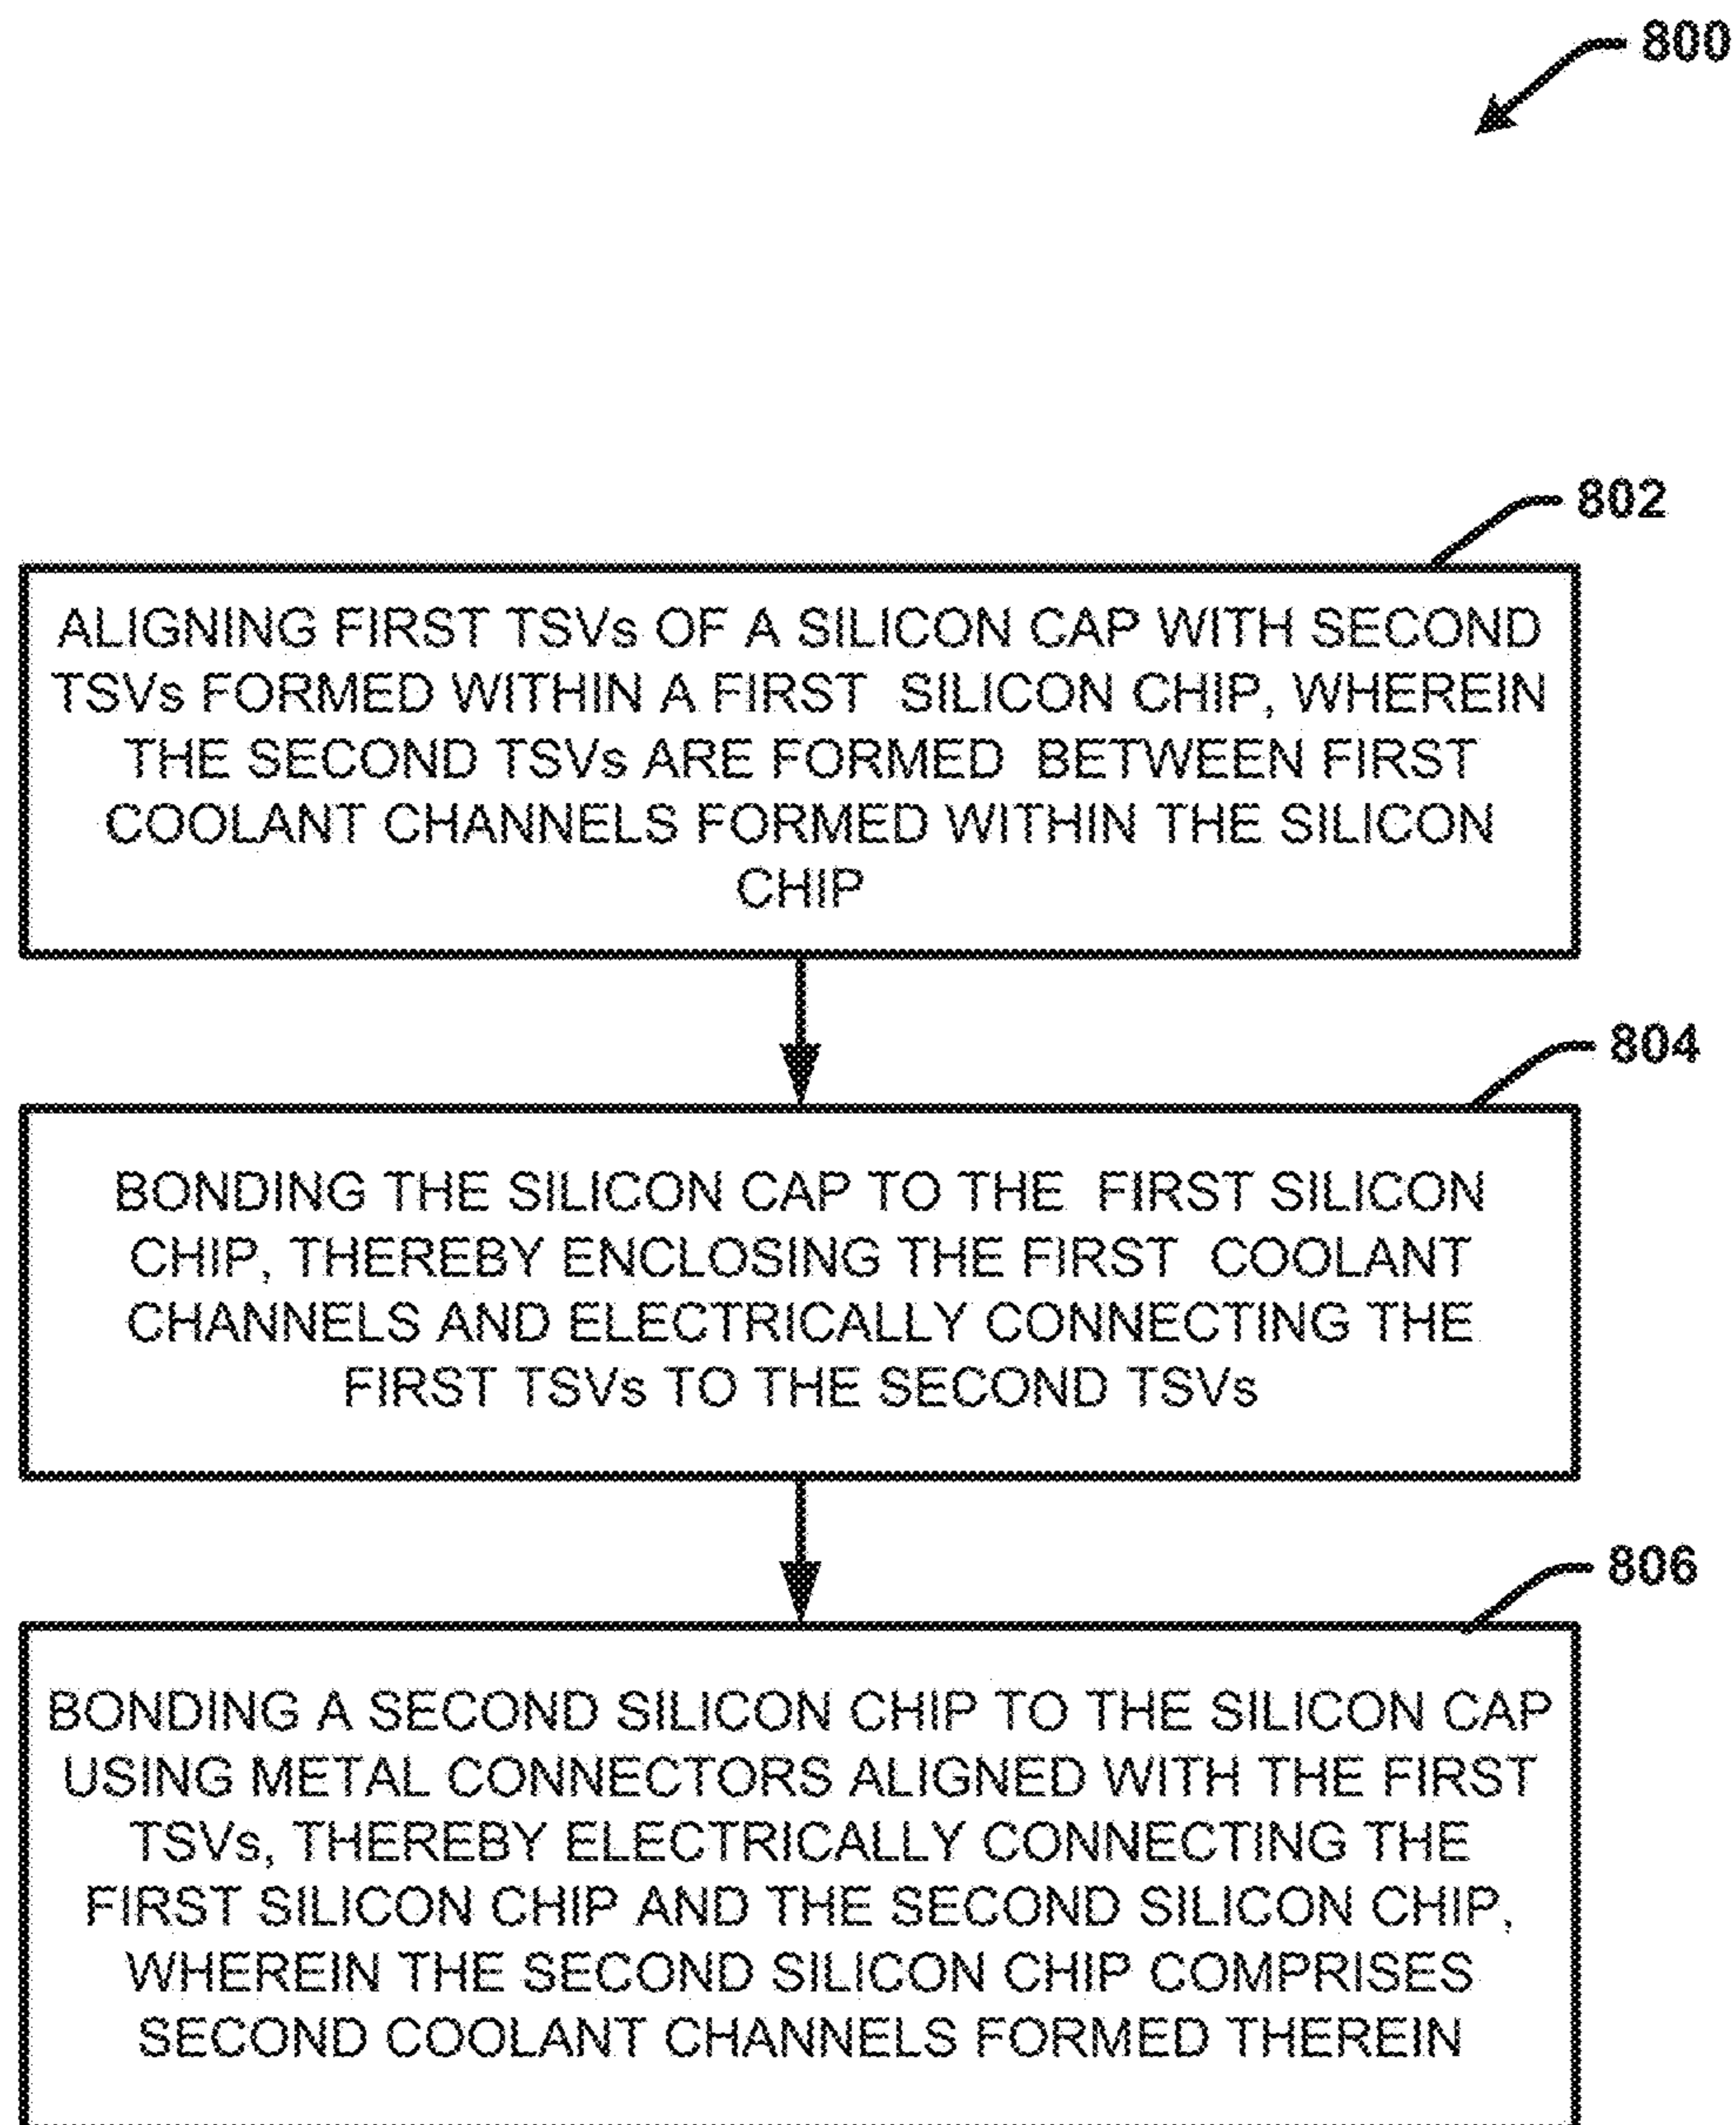 800
802
ALIGNING FIRST TSVs OF A SILICON CAP WITH SECOND
TSVs FORMED WITHIN A FIRST SILICON CHIP, WHEREIN
THE SECOND TSVs ARE FORMED BETWEEN FIRST
COOLANT CHANNELS FORMED WITHIN THE SILICON
CHIP
804
BONDING THE SILICON CAP TO THE FIRST SILICON
CHIP, THEREBY ENCLOSING THE FIRST COOLANT
CHANNELS AND ELECTRICALLY CONNECTING THE
FIRST TSVs TO THE SECOND TSVs
806
BONDING A SECOND SILICON CHIP TO THE SILICON CAP
USING METAL CONNECTORS ALIGNED WITH THE FIRST
TSVs, THEREBY ELECTRICALLY CONNECTING THE
FIRST SILICON CHIP AND THE SECOND SILICON CHIP,
WHEREIN THE SECOND SILICON CHIP COMPRISES
SECOND COOLANT CHANNELS FORMED THEREIN